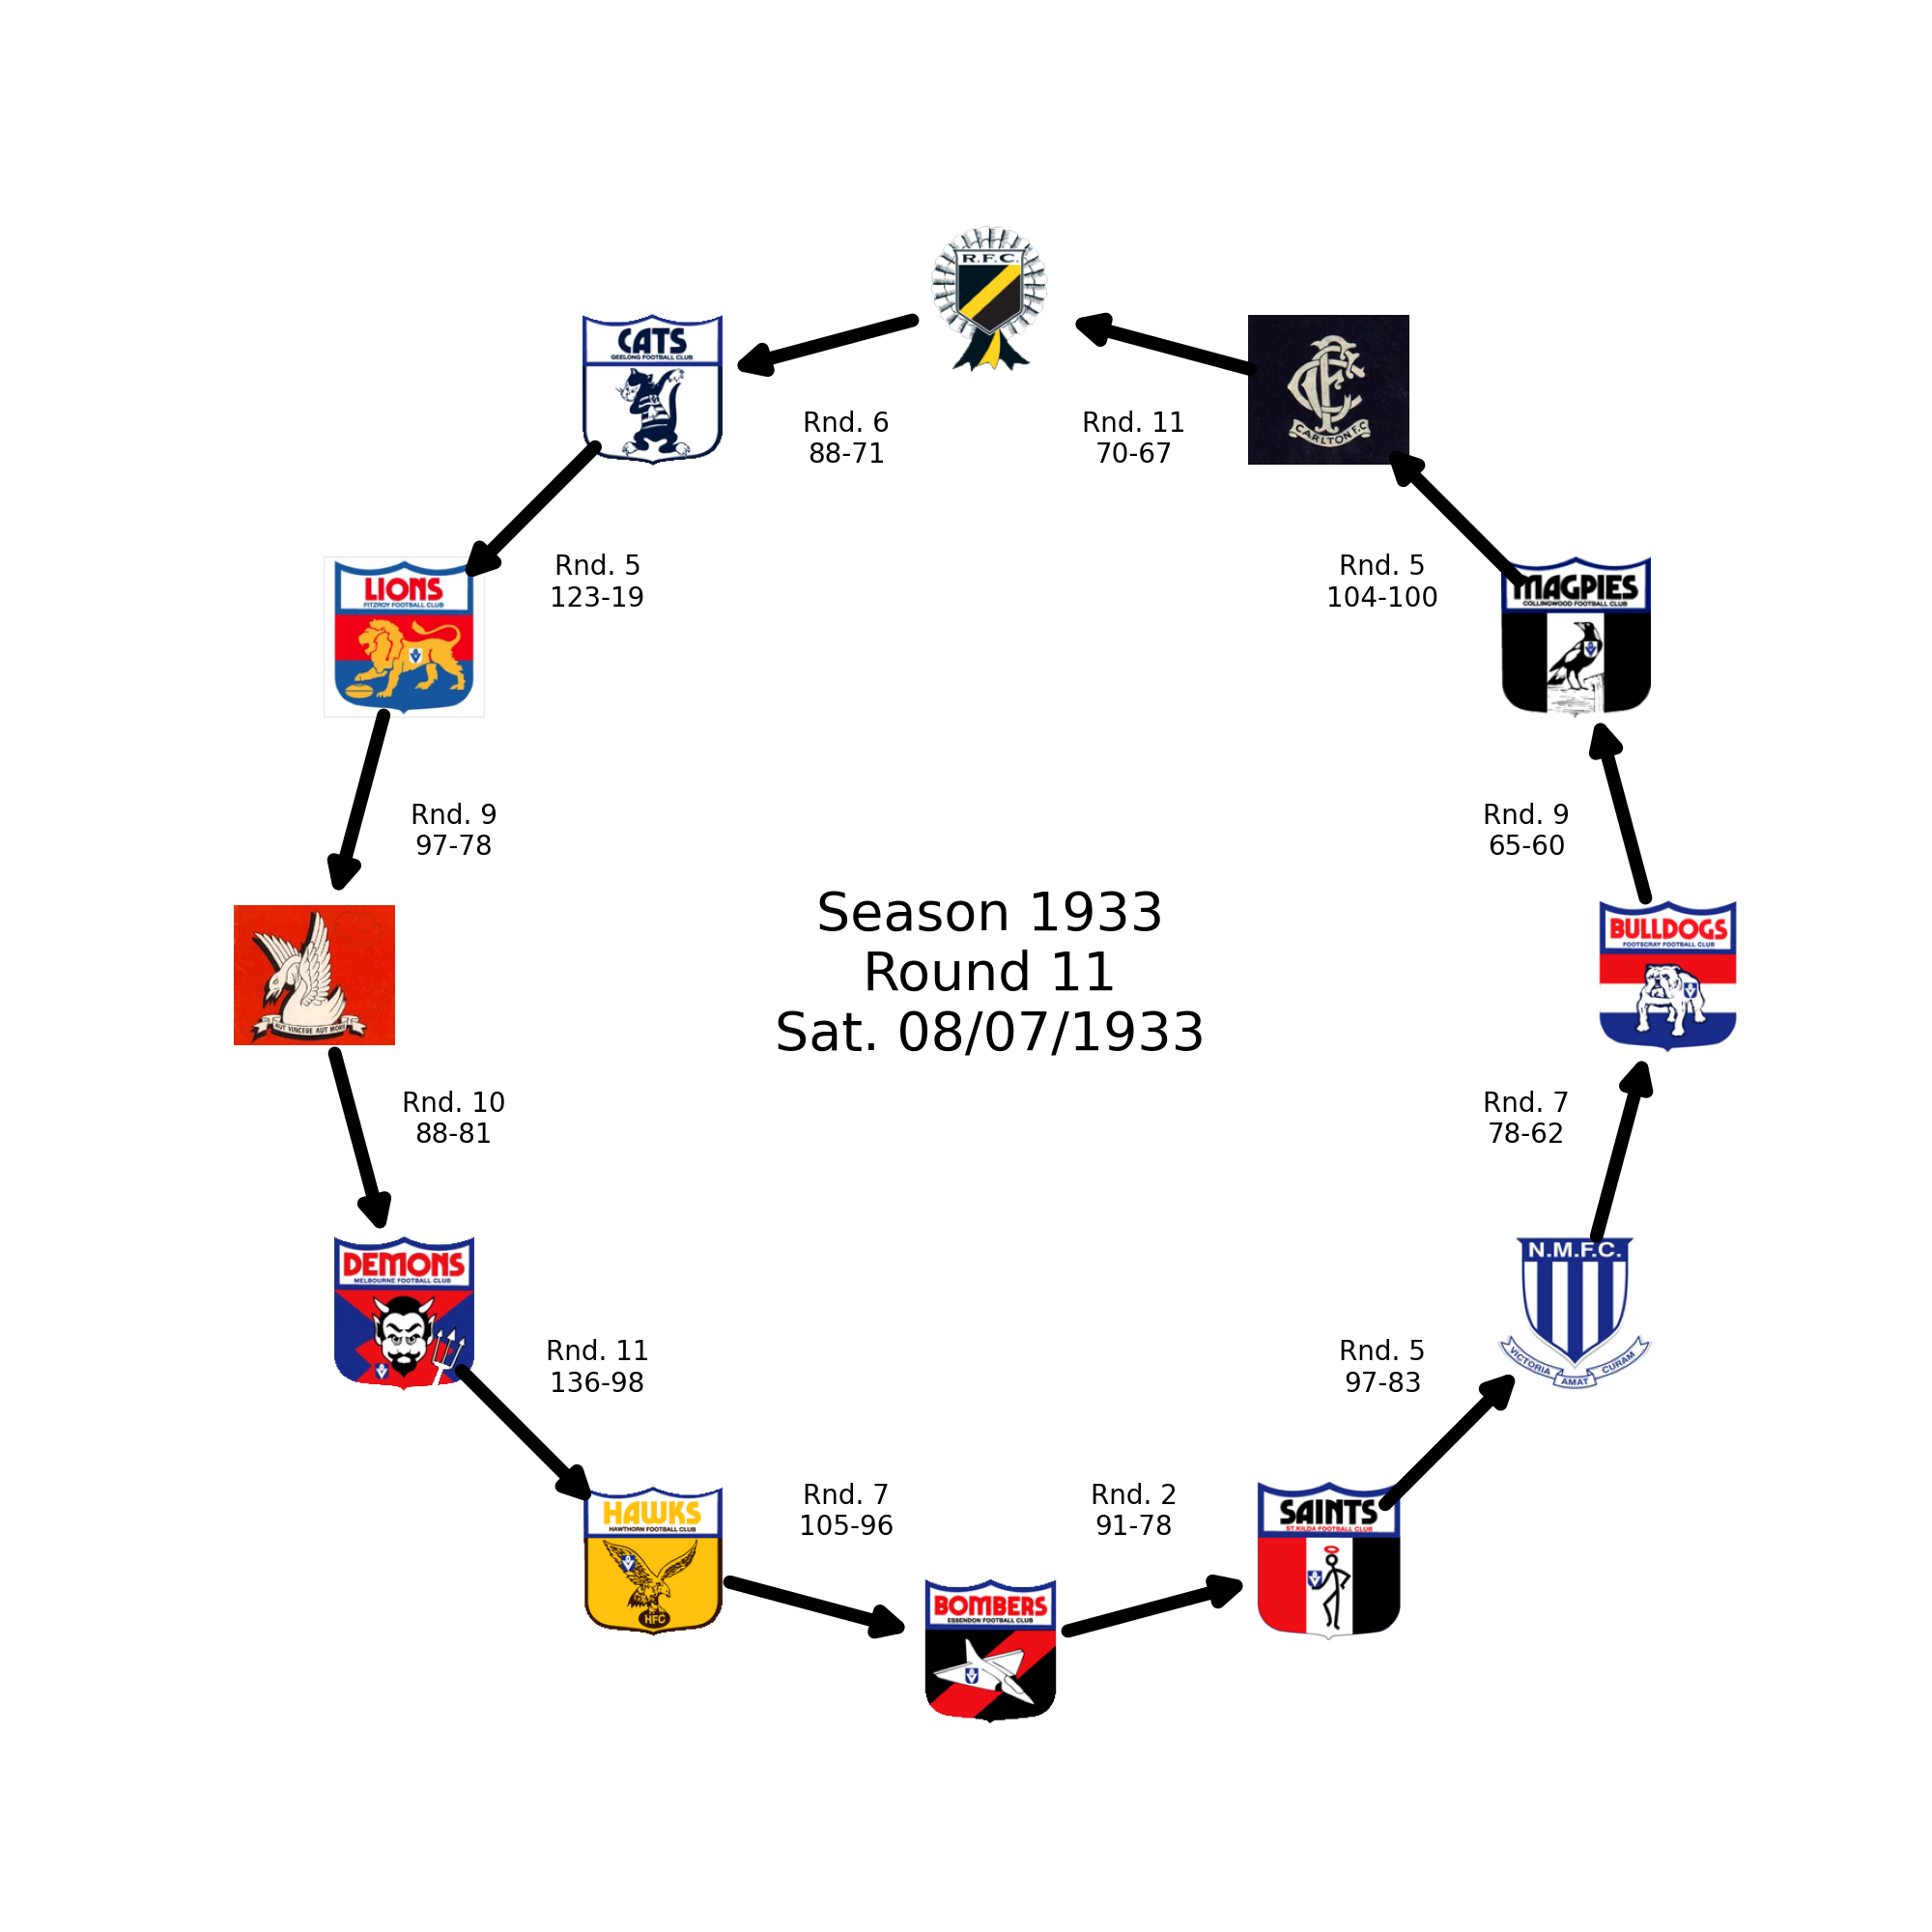 R.F.C.
CATS
GEELONG FOOTBALL CLUB
CARLTON F.C
Rnd. 6
88-71
Rnd. 11
70-67
LIONS
FITZROY FOOTBALL CLUB
Rnd. 5
123-19
Rnd. 5
104-100
MAGPIES
COLLINGWOOD FOOTBALL CLUB
Rnd. 9
97-78
Rnd. 9
65-60
Season 1933
Round 11
Sat. 08/07/1933
BULLDOGS
FOOTSCRAY FOOTBALL CLUB
AUT VINCERE AUT MORI
Rnd. 10
88-81
Rnd. 7
78-62
DEMONS
MELBOURNE FOOTBALL CLUB
N.M.F.C.
VICTORIA AMAT CURAM
Rnd. 11
136-98
Rnd. 5
97-83
HAWKS
HAWTHORN FOOTBALL CLUB
HFC
Rnd. 7
105-96
Rnd. 2
91-78
SAINTS
ST.KILDA FOOTBALL CLUB
BOMBERS
ESSENDON FOOTBALL CLUB